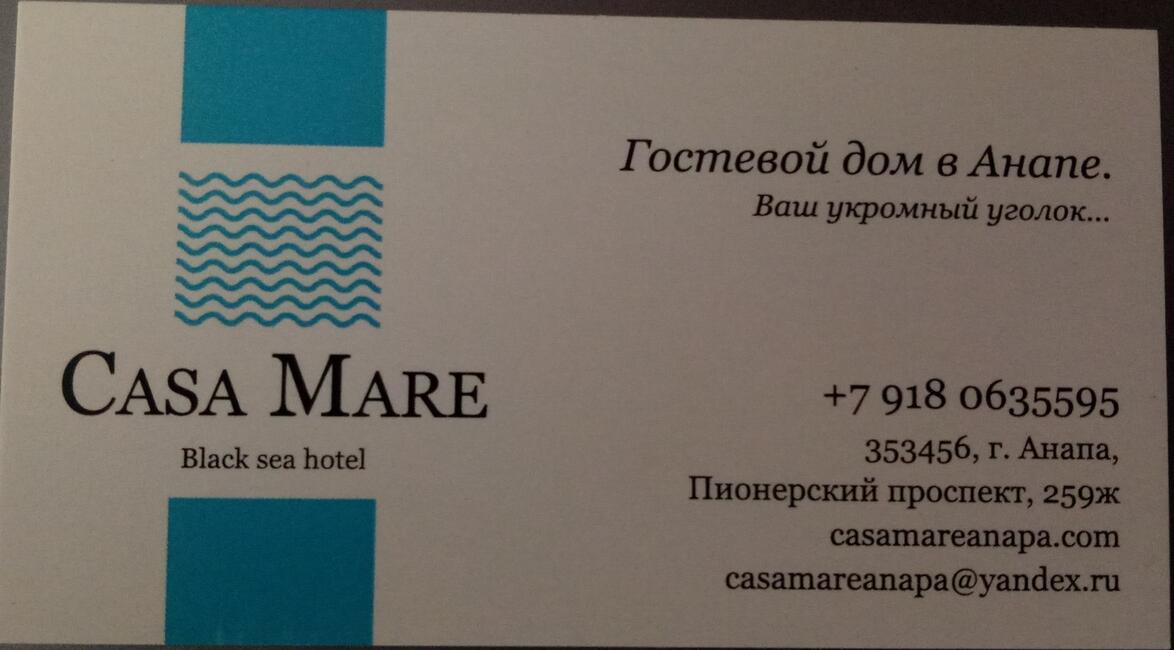 Casa Mare
Black sea hotel
Гостевой дом в Анапе.
Ваш укромный уголок...
+7 918 0635595
353456, г. Анапа,
Пионерский проспект, 259ж
casamareanapa.com
casamareanapa@yandex.ru